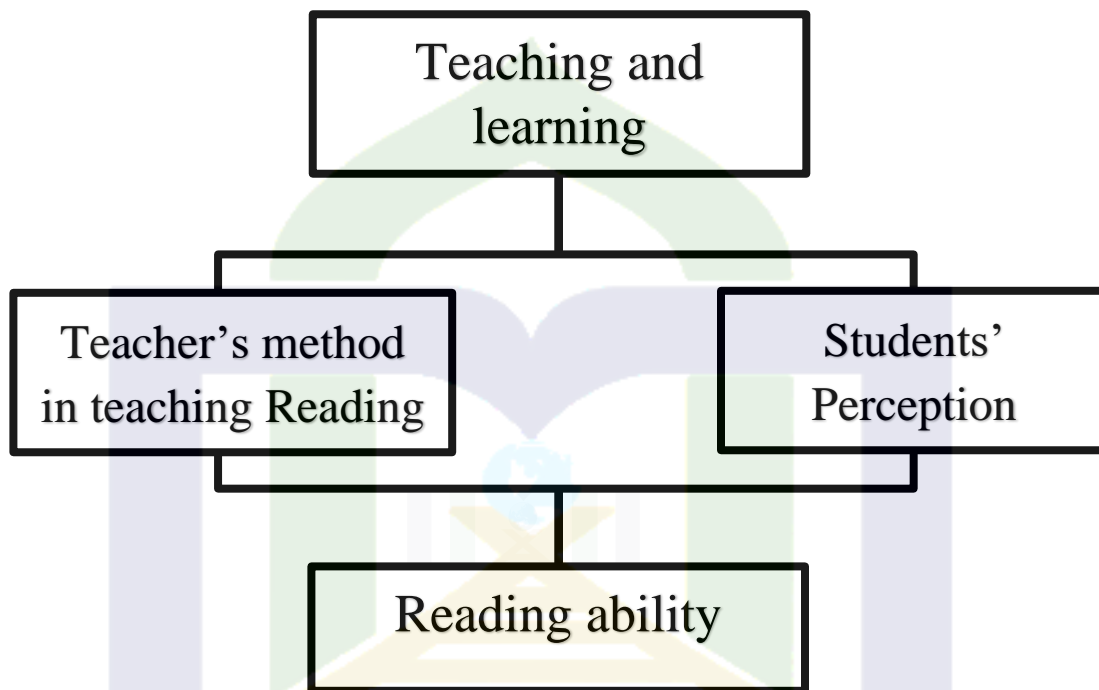 Teaching and
learning
Teacher’s method
in teaching Reading
Students’
Perception
Reading ability